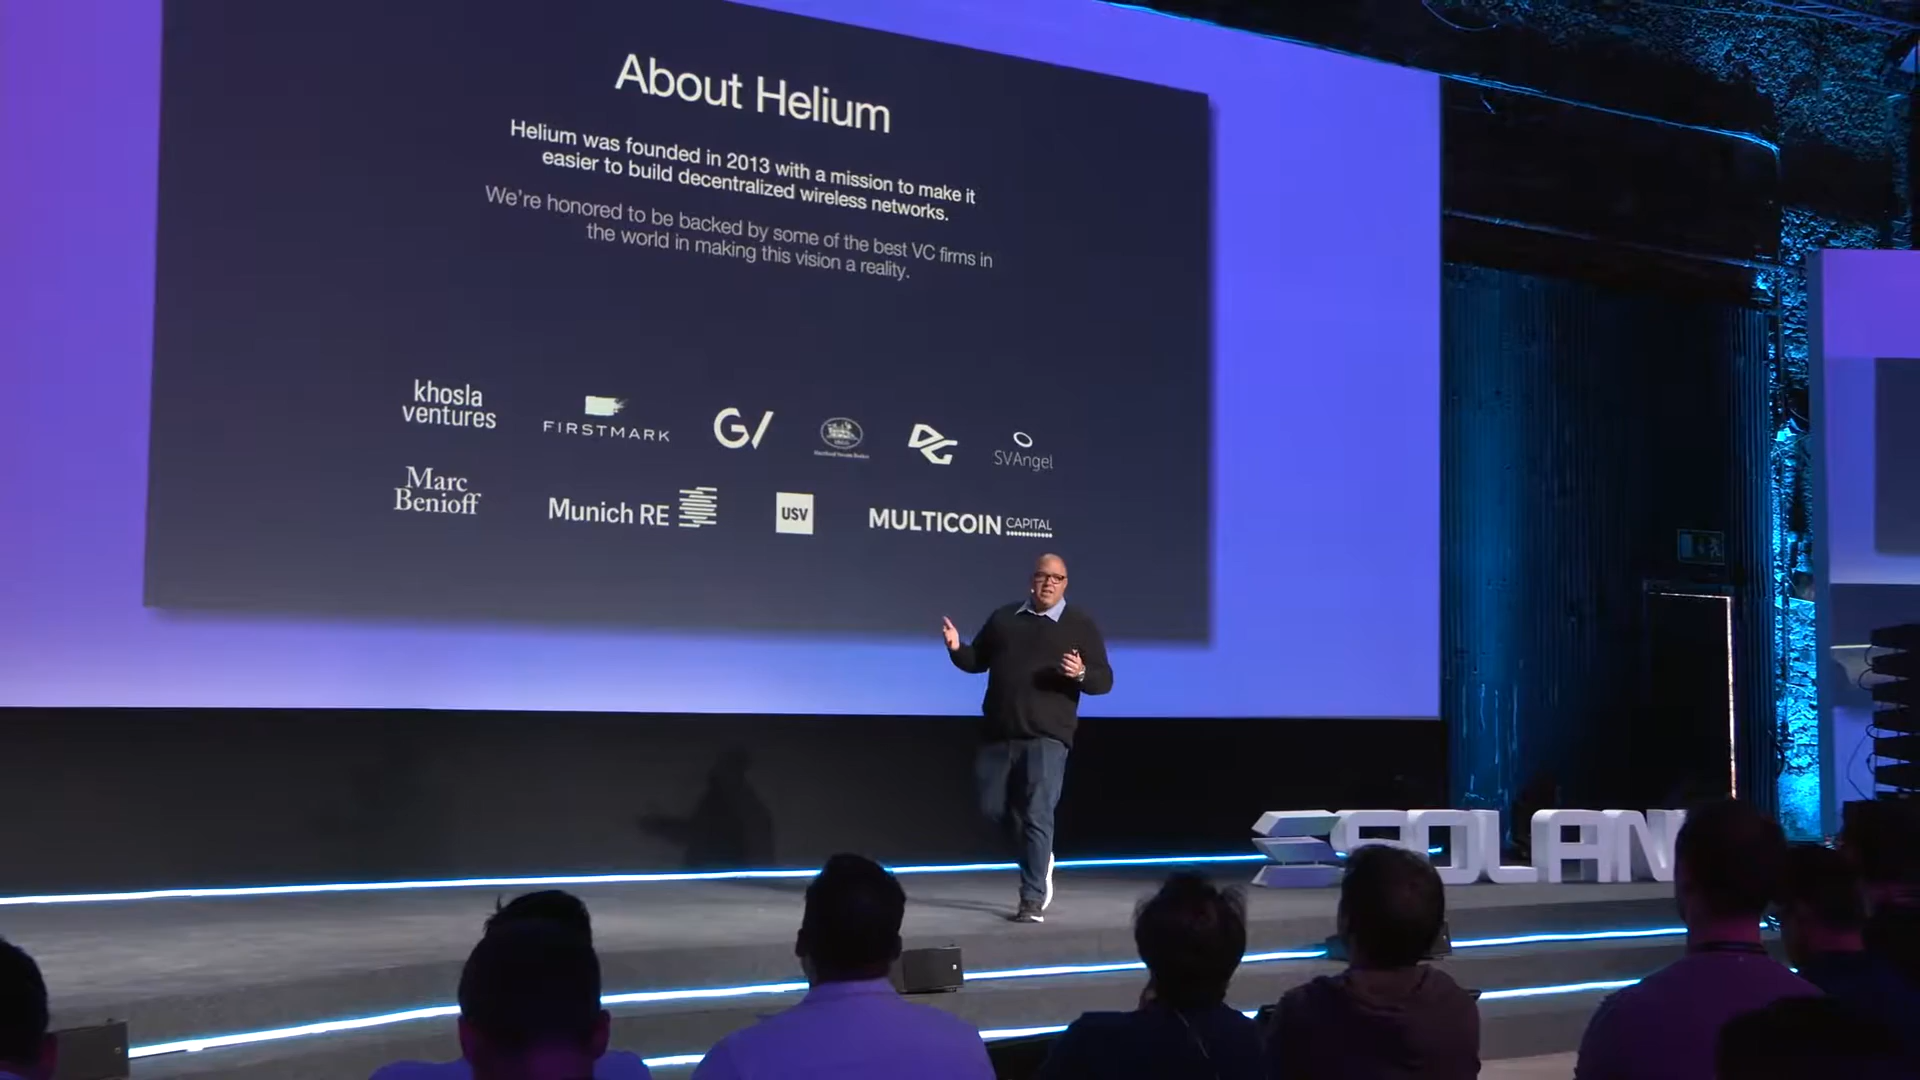 About Helium
Helium was founded in 2013 with a mission to make it
easier to build decentralized wireless networks.
We're honored to be backed by some of the best VC firms in
the world in making this vision a reality.
khosla
ventures
FIRSTMARK
GV
SVAngel
Marc
Benioff
Munich RE
USV
MULTICOIN CAPITAL
SOLAN